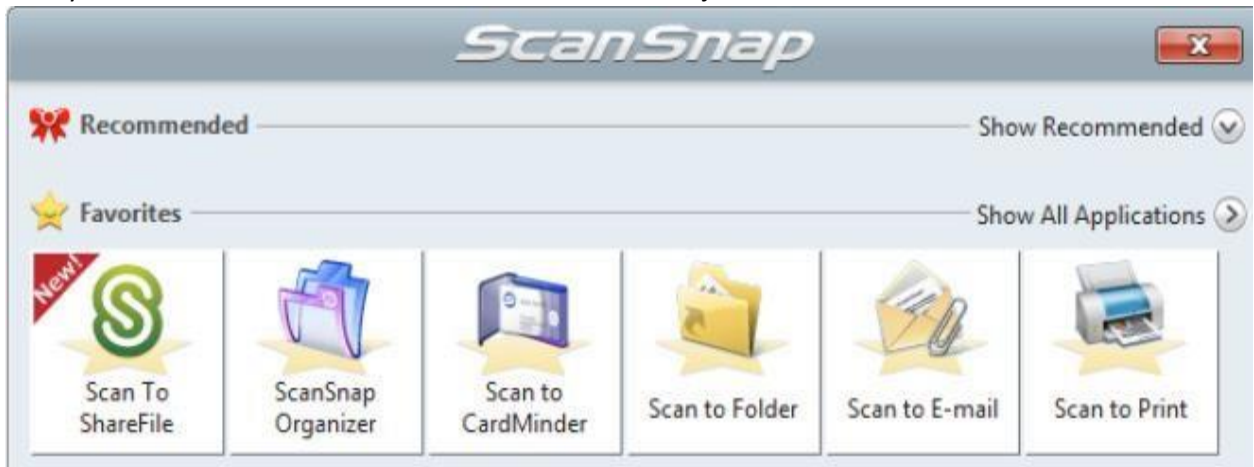 ScanSnap
Recommended Show Recommended
Favorites Show All Applications
New!
Scan To
ShareFile
ScanSnap
Organizer
Scan to
CardMinder
Scan to Folder
Scan to E-mail
Scan to Print